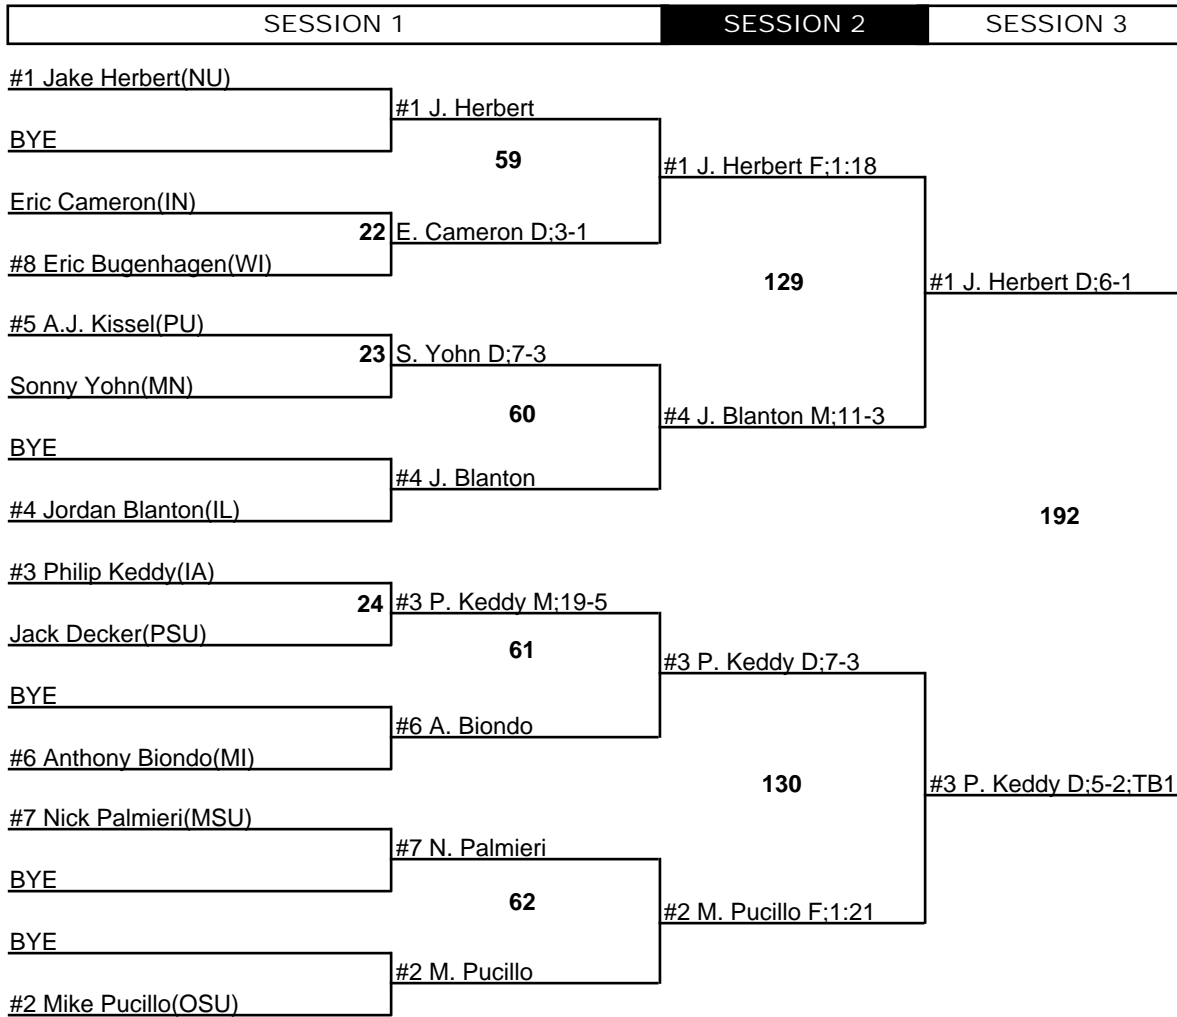 SESSION 1 SESSION 2 SESSION 3
#1 Jake Herbert(NU)
#1 J. Herbert
BYE
59
#1 J. Herbert F;1:18
Eric Cameron(IN)
22 E. Cameron D;3-1
#8 Eric Bugenhagen(WI)
129
#1 J. Herbert D;6-1
#5 A.J. Kissel(PU)
23 S. Yohn D;7-3
Sonny Yohn(MN)
60
#4 J. Blanton M;11-3
BYE
#4 J. Blanton
#4 Jordan Blanton(IL)
192
#3 Philip Keddy(IA)
24 #3 P. Keddy M;19-5
Jack Decker(PSU)
61
#3 P. Keddy D;7-3
BYE
#6 A. Biondo
#6 Anthony Biondo(MI)
130
#3 P. Keddy D;5-2;TB1
#7 Nick Palmieri(MSU)
#7 N. Palmieri
BYE
62
#2 M. Pucillo F;1:21
BYE
#2 M. Pucillo
#2 Mike Pucillo(OSU)